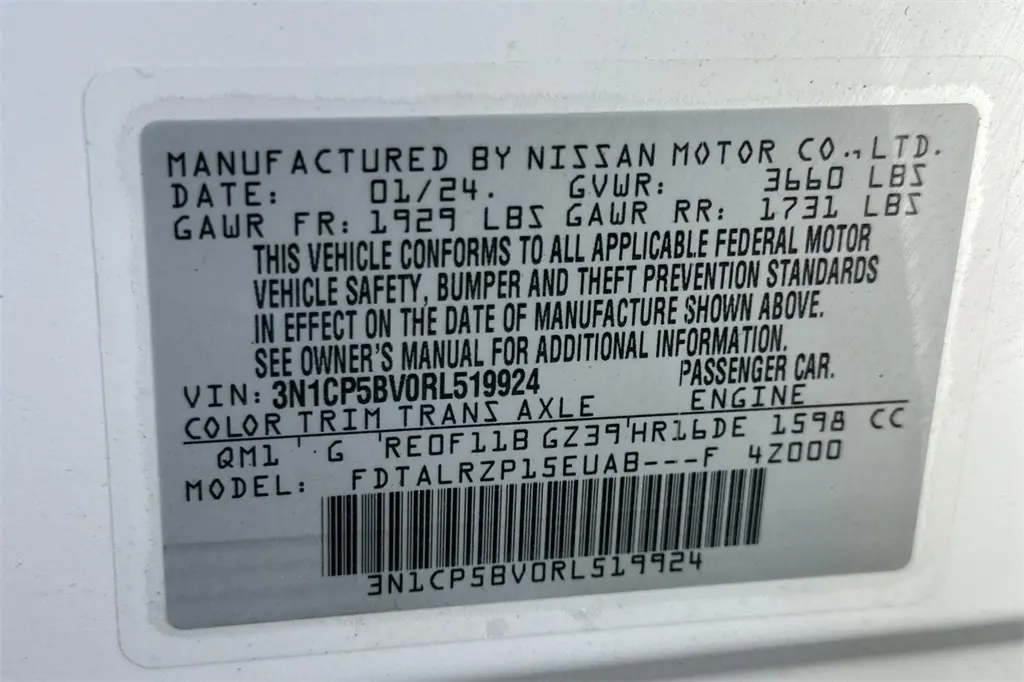 MANUFACTURED BY NISSAN MOTOR CO., LTD.
DATE: 01/24. GVWR: 3660 LBS
GAWR FR: 1929 LBS GAWR RR: 1731 LBS
THIS VEHICLE CONFORMS TO ALL APPLICABLE FEDERAL MOTOR
VEHICLE SAFETY, BUMPER AND THEFT PREVENTION STANDARDS
IN EFFECT ON THE DATE OF MANUFACTURE SHOWN ABOVE.
SEE OWNER'S MANUAL FOR ADDITIONAL INFORMATION.
VIN: 3N1CP5BV0RL519924 PASSENGER CAR.
COLOR TRIM TRANS AXLE ENGINE
QM1 ' G 'RE0F11B GZ39'HR16DE 1598 CC
MODEL: FDTALRZP15EUAB---F 4Z000
3N1CP5BV0RL519924